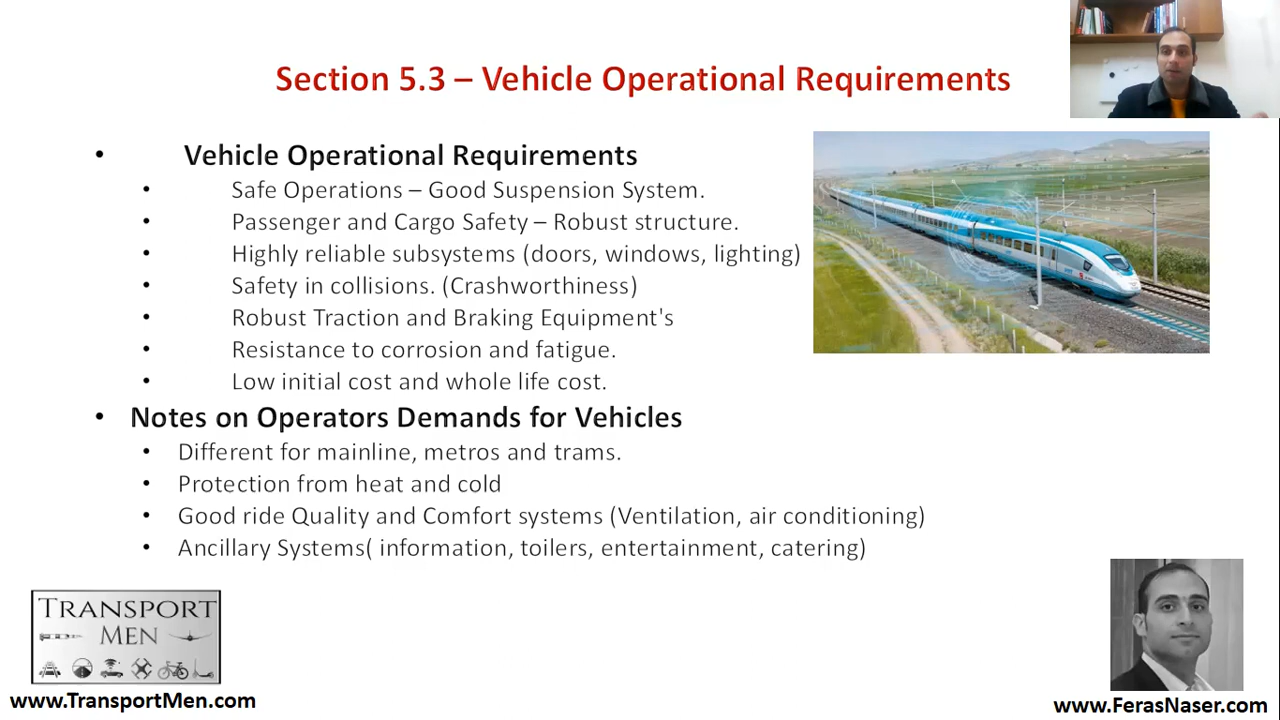 Section 5.3 – Vehicle Operational Requirements
• Vehicle Operational Requirements
• Safe Operations – Good Suspension System.
• Passenger and Cargo Safety – Robust structure.
• Highly reliable subsystems (doors, windows, lighting)
• Safety in collisions. (Crashworthiness)
• Robust Traction and Braking Equipment's
• Resistance to corrosion and fatigue.
• Low initial cost and whole life cost.
• Notes on Operators Demands for Vehicles
• Different for mainline, metros and trams.
• Protection from heat and cold
• Good ride Quality and Comfort systems (Ventilation, air conditioning)
• Ancillary Systems( information, toilers, entertainment, catering)
TRANSPORT
MEN
www.TransportMen.com
www.FerasNaser.com